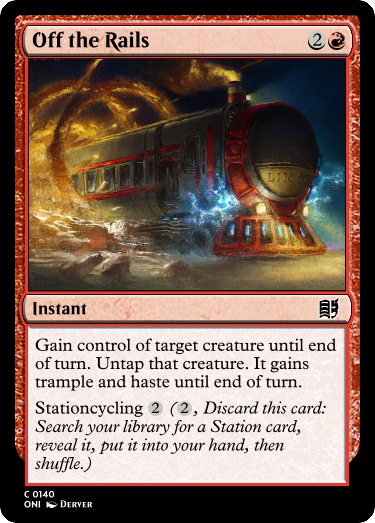 Off the Rails 2
LIMA
Instant
Gain control of target creature until end
of turn. Untap that creature. It gains
trample and haste until end of turn.
Stationcycling 2 (2, Discard this card:
Search your library for a Station card,
reveal it, put it into your hand, then
shuffle.)
C 0140
ONI DERVER